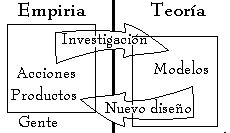 Empiria
Teoría
Investigación
Acciones
Modelos
Productos
Nuevo diseño
Gente